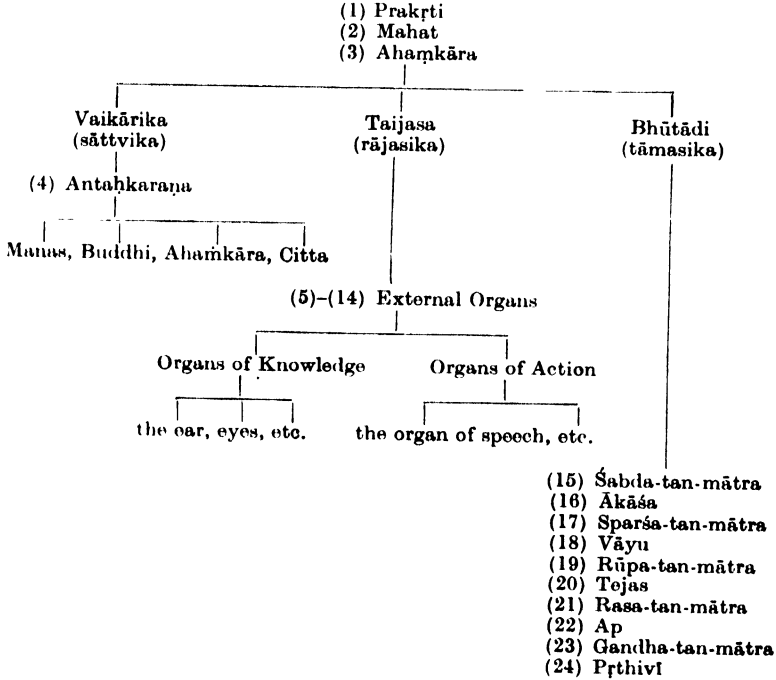 (1) Prakṛti
(2) Mahat
(3) Ahaṃkāra
Vaikārika
(sāttvika)
Taijasa
(rājasika)
Bhūtādi
(tāmasika)
(4) Antaḥkaraṇa
Manas, Buddhi, Ahaṁkāra, Citta
(5)–(14) External Organs
Organs of Knowledge
Organs of Action
the ear, eyes, etc.
the organ of speech, etc.
(15) Śabda-tan-mātra
(16) Ākāśa
(17) Sparśa-tan-mātra
(18) Vāyu
(19) Rūpa-tan-mātra
(20) Tejas
(21) Rasa-tan-mātra
(22) Ap
(23) Gandha-tan-mātra
(24) Pṛthivī